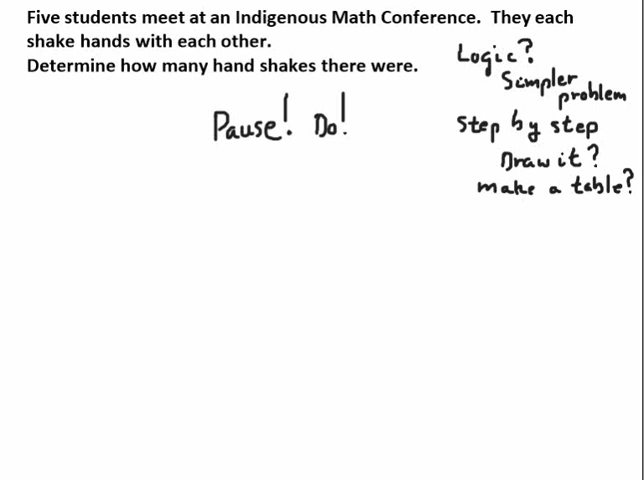 Five students meet at an Indigenous Math Conference. They each
shake hands with each other.
Determine how many hand shakes there were.
Logic?
Simpler
problem
Pause! Do!
Step by step
Draw it?
make a table?